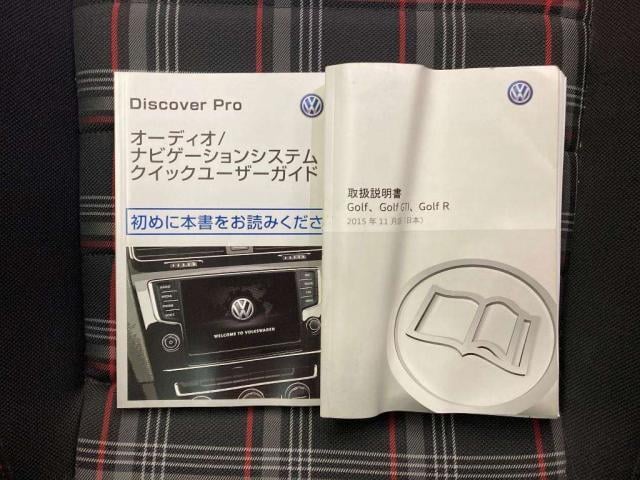 Discover Pro
オーディオ/
ナビゲーションシステム
クイックユーザーガイド
初めに本書をお読みくださ
WELCOME TO VOLKSWAGEN
取扱説明書
Golf、Golf GTI、Golf R
2015 年 11 月版（日本）